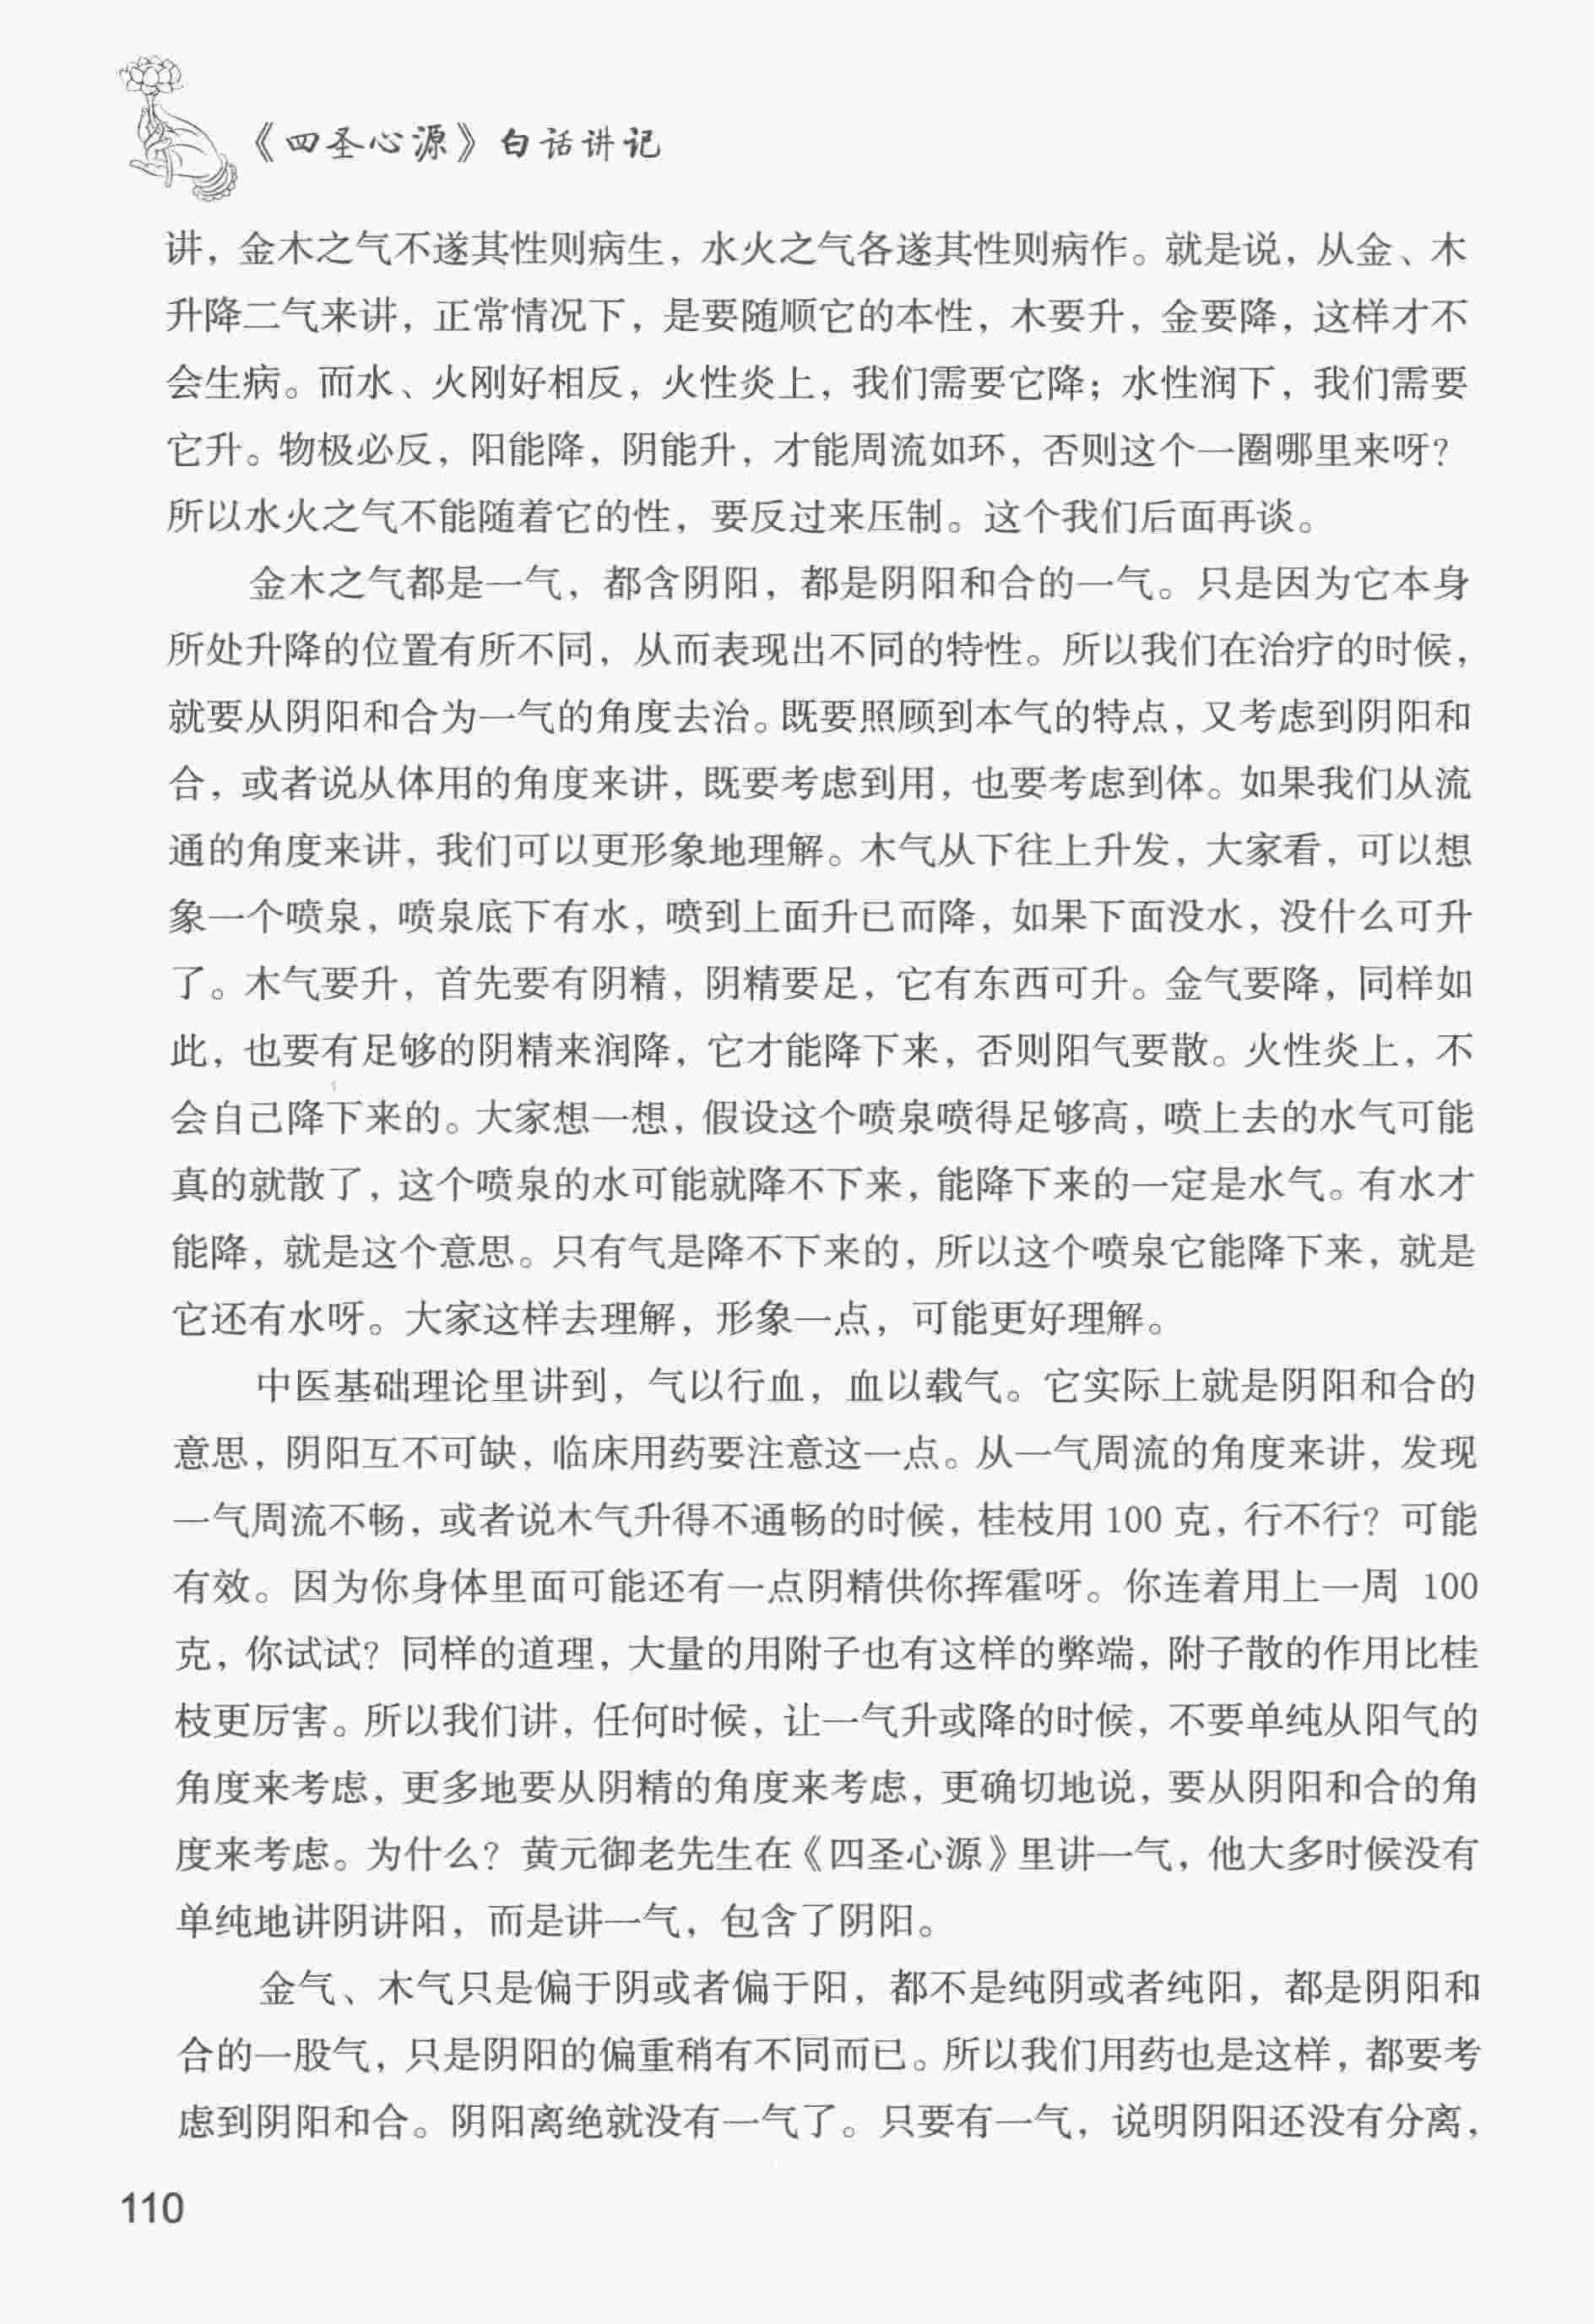 《四圣心源》白话讲记
讲，金木之气不遂其性则病生，水火之气各遂其性则病作。就是说，从金、木
升降二气来讲，正常情况下，是要随顺它的本性，木要升，金要降，这样才不
会生病。而水、火刚好相反，火性炎上，我们需要它降；水性润下，我们需要
它升。物极必反，阳能降，阴能升，才能周流如环，否则这个一圈哪里来呀？
所以水火之气不能随着它的性，要反过来压制。这个我们后面再谈。
金木之气都是一气，都含阴阳，都是阴阳和合的一气。只是因为它本身
所处升降的位置有所不同，从而表现出不同的特性。所以我们在治疗的时候，
就要从阴阳和合为一气的角度去治。既要照顾到本气的特点，又考虑到阴阳和
合，或者说从体用的角度来讲，既要考虑到用，也要考虑到体。如果我们从流
通的角度来讲，我们可以更形象地理解。木气从下往上升发，大家看，可以想
象一个喷泉，喷泉底下有水，喷到上面升已而降，如果下面没水，没什么可升
了。木气要升，首先要有阴精，阴精要足，它有东西可升。金气要降，同样如
此，也要有足够的阴精来润降，它才能降下来，否则阳气要散。火性炎上，不
会自己降下来的。大家想一想，假设这个喷泉喷得足够高，喷上去的水气可能
真的就散了，这个喷泉的水可能就降不下来，能降下来的一定是水气。有水才
能降，就是这个意思。只有气是降不下来的，所以这个喷泉它能降下来，就是
它还有水呀。大家这样去理解，形象一点，可能更好理解。
中医基础理论里讲到，气以行血，血以载气。它实际上就是阴阳和合的
意思，阴阳互不可缺，临床用药要注意这一点。从一气周流的角度来讲，发现
一气周流不畅，或者说木气升得不通畅的时候，桂枝用 100 克，行不行？可能
有效。因为你身体里面可能还有一点阴精供你挥霍呀。你连着用上一周 100
克，你试试？同样的道理，大量的用附子也有这样的弊端，附子散的作用比桂
枝更厉害。所以我们讲，任何时候，让一气升或降的时候，不要单纯从阳气的
角度来考虑，更多地要从阴精的角度来考虑，更确切地说，要从阴阳和合的角
度来考虑。为什么？黄元御老先生在《四圣心源》里讲一气，他大多时候没有
单纯地讲阴讲阳，而是讲一气，包含了阴阳。
金气、木气只是偏于阴或者偏于阳，都不是纯阴或者纯阳，都是阴阳和
合的一股气，只是阴阳的偏重稍有不同而已。所以我们用药也是这样，都要考
虑到阴阳和合。阴阳离绝就没有一气了。只要有一气，说明阴阳还没有分离，
110